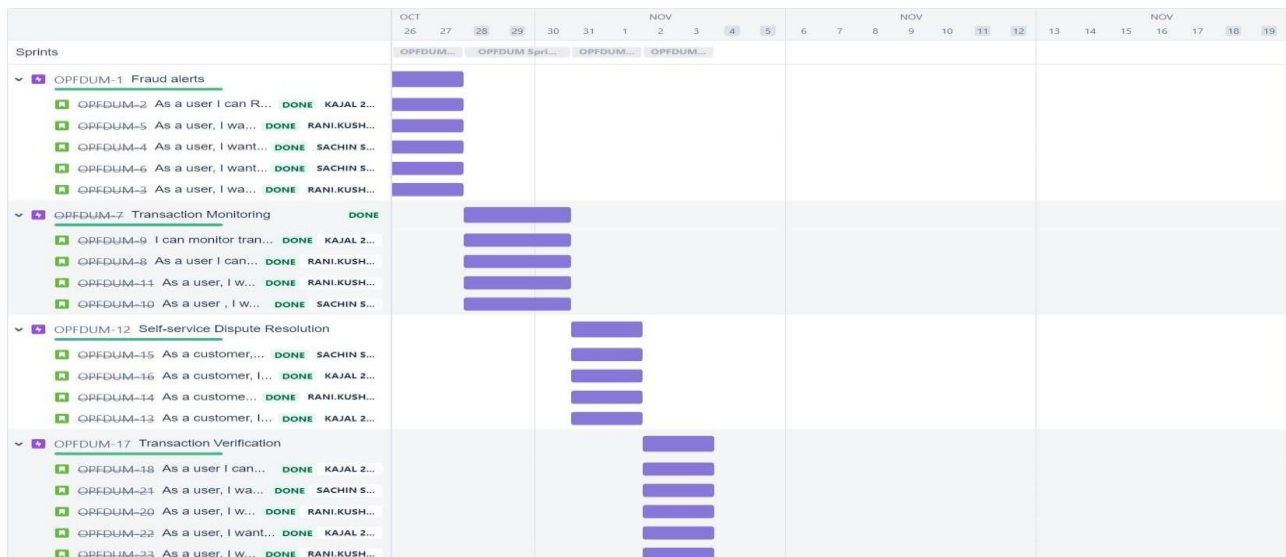 OCT NOV NOV NOV
26 27 28 29 30 31 1 2 3 4 5 6 7 8 9 10 11 12 13 14 15 16 17 18 19
Sprints OPFDUM... OPFDUM Spri... OPFDUM... OPFDUM...
OPFDUM-1 Fraud alerts
OPFDUM-2 As a user I can R... DONE KAJAL 2...
OPFDUM-5 As a user, I wa... DONE RANI.KUSH...
OPFDUM-4 As a user, I want... DONE SACHIN S...
OPFDUM-6 As a user, I want... DONE SACHIN S...
OPFDUM-3 As a user, I wa... DONE RANI.KUSH...
OPFDUM-7 Transaction Monitoring DONE
OPFDUM-9 I can monitor tran... DONE KAJAL 2...
OPFDUM-8 As a user I can... DONE RANI.KUSH...
OPFDUM-11 As a user, I w... DONE RANI.KUSH...
OPFDUM-10 As a user , I w... DONE SACHIN S...
OPFDUM-12 Self-service Dispute Resolution
OPFDUM-15 As a customer,... DONE SACHIN S...
OPFDUM-16 As a customer, I... DONE KAJAL 2...
OPFDUM-14 As a custome... DONE RANI.KUSH...
OPFDUM-13 As a customer, I... DONE KAJAL 2...
OPFDUM-17 Transaction Verification
OPFDUM-18 As a user I can... DONE KAJAL 2...
OPFDUM-21 As a user, I wa... DONE SACHIN S...
OPFDUM-20 As a user, I w... DONE RANI.KUSH...
OPFDUM-22 As a user, I want... DONE KAJAL 2...
OPFDUM-23 As a user, I w... DONE RANI.KUSH...